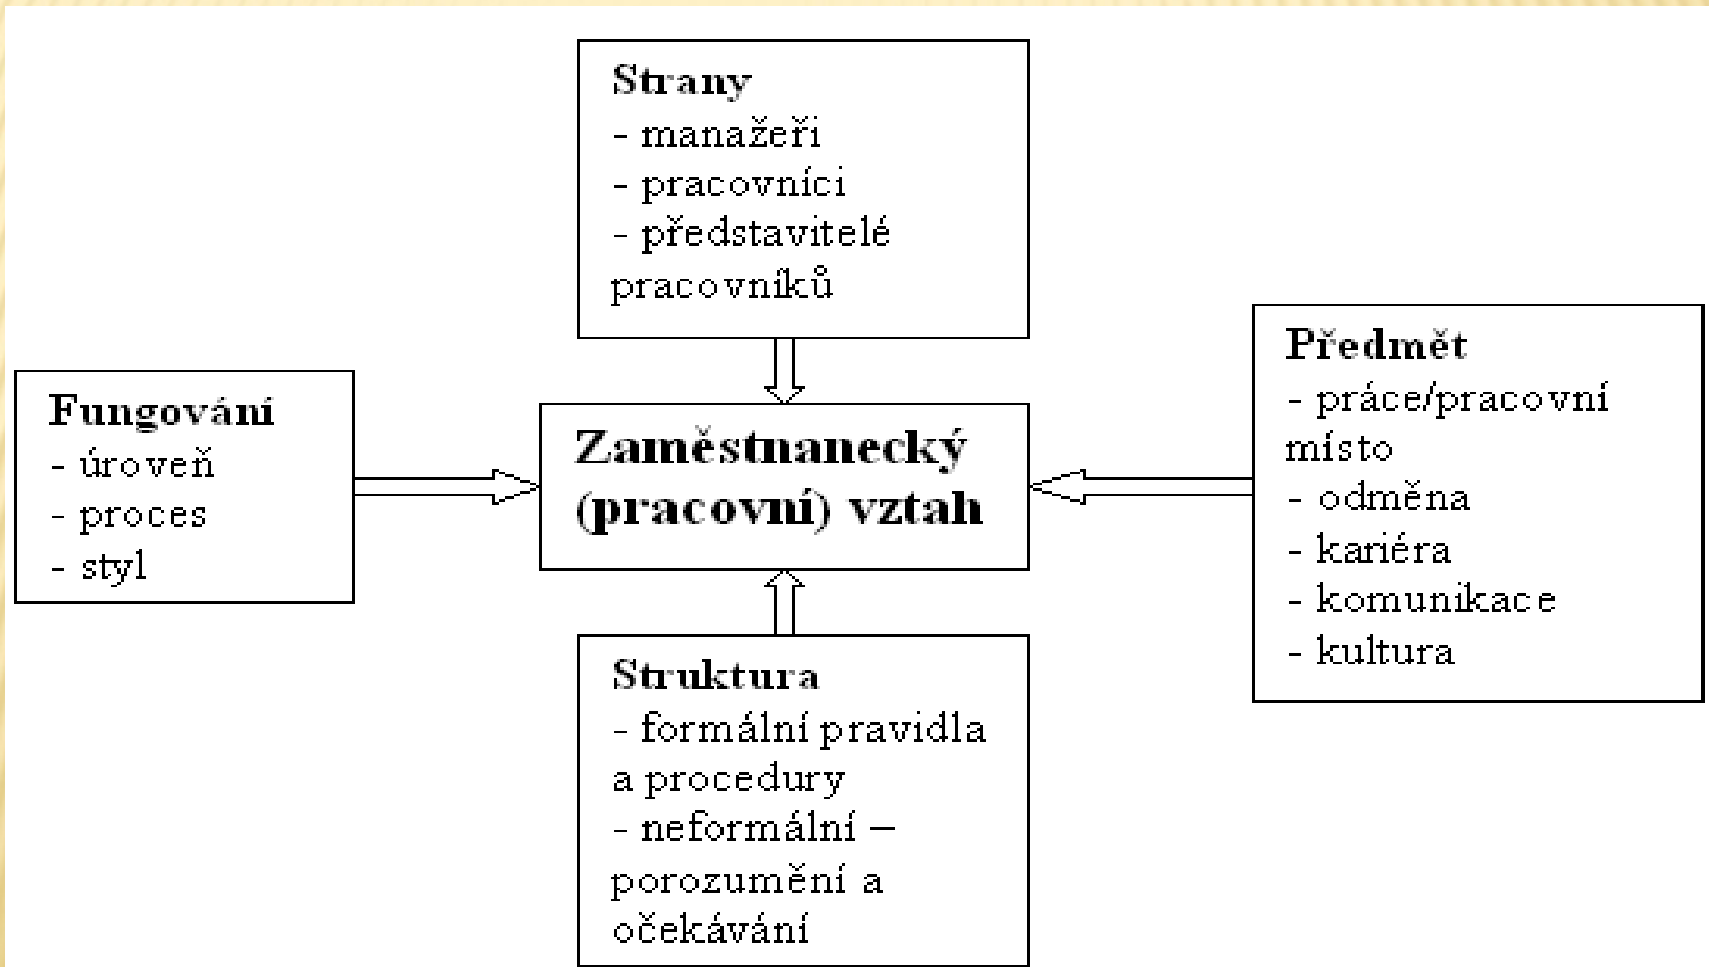 Strany
- manažeři
- pracovníci
- představitelé
pracovníků
Fungování
- úroveň
- proces
- styl
Zaměstnanecký
(pracovní) vztah
Předmět
- práce/pracovní
místo
- odměna
- kariéra
- komunikace
- kultura
Struktura
- formální pravidla
a procedury
- neformální –
porozumění a
očekávání